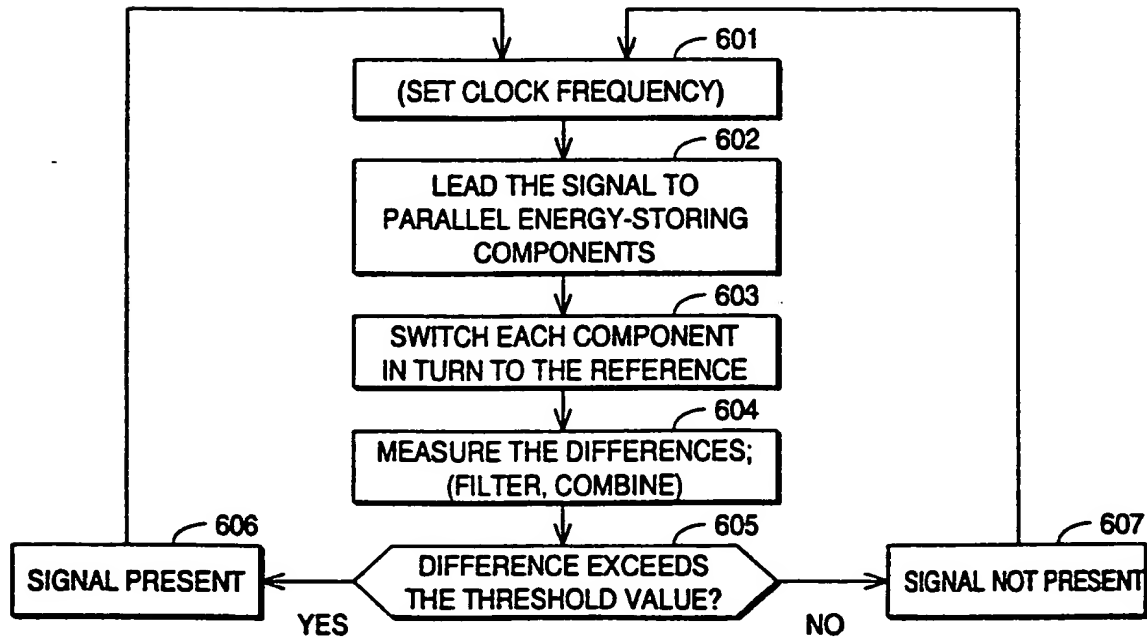 601
(SET CLOCK FREQUENCY)
602
LEAD THE SIGNAL TO
PARALLEL ENERGY-STORING
COMPONENTS
603
SWITCH EACH COMPONENT
IN TURN TO THE REFERENCE
604
MEASURE THE DIFFERENCES;
(FILTER, COMBINE)
605
DIFFERENCE EXCEEDS
THE THRESHOLD VALUE?
606
SIGNAL PRESENT
YES
607
SIGNAL NOT PRESENT
NO